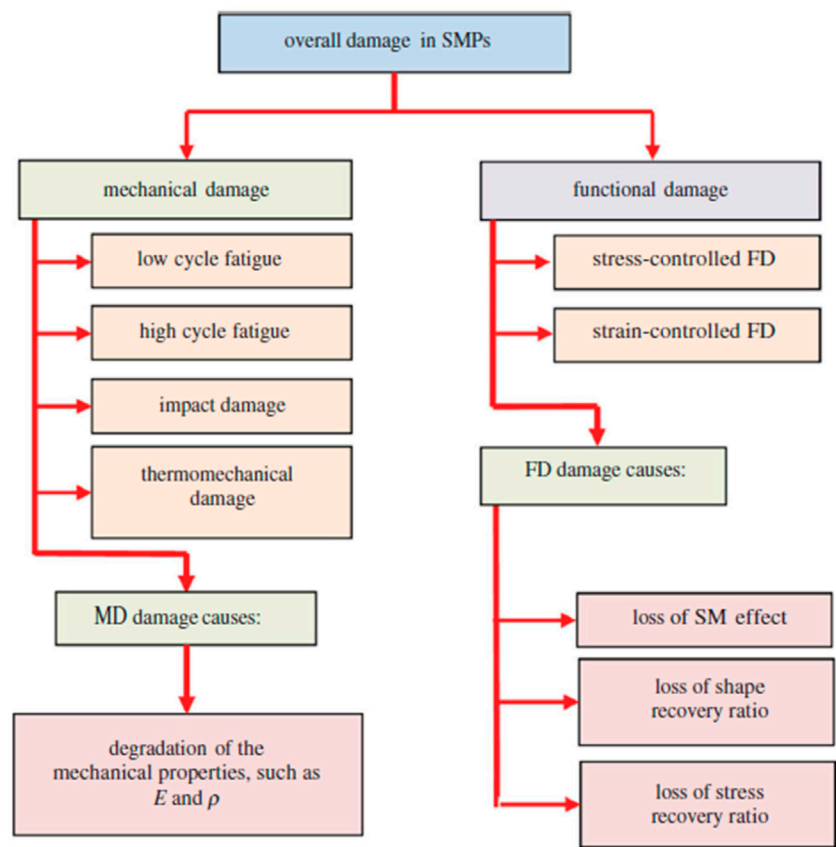 overall damage in SMPs
mechanical damage
low cycle fatigue
high cycle fatigue
impact damage
thermomechanical
damage
MD damage causes:
degradation of the
mechanical properties, such as
E and ρ
functional damage
stress-controlled FD
strain-controlled FD
FD damage causes:
loss of SM effect
loss of shape
recovery ratio
loss of stress
recovery ratio